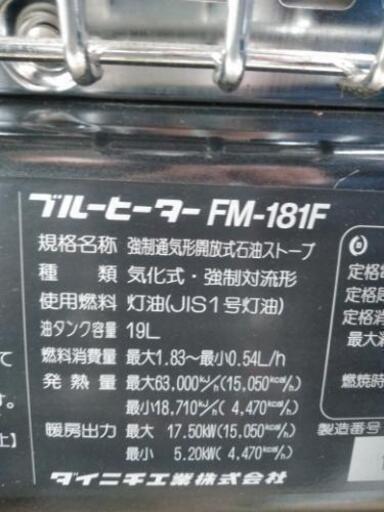 ブルーヒーター FM-181F
規格名称 強制通気形開放式石油ストーブ
種 類 気化式・強制対流形
使用燃料 灯油(JIS1号灯油)
油タンク容量 19L
燃料消費量 最大1.83～最小0.54L/h
発 熱 量 最大63,000kJ/h(15,050kcal/h)
最小18,710kJ/h( 4,470kcal/h)
暖房出力 最大 17.50kW(15,050kcal/h)
最小 5.20kW( 4,470kcal/h)
ダイニチ工業株式会社
て
す。
上】
定格
定格
定格消
最大消
燃焼時
製造番号